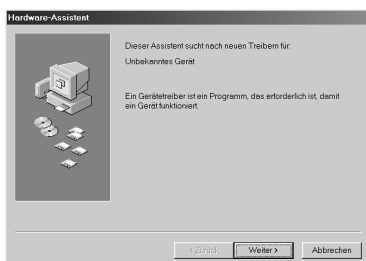 Hardware-Assistent
Dieser Assistent sucht nach neuen Treibern für:
Unbekanntes Gerät
Ein Gerätetreiber ist ein Programm, das erforderlich ist, damit
ein Gerät funktioniert.
< Zurück
Weiter >
Abbrechen